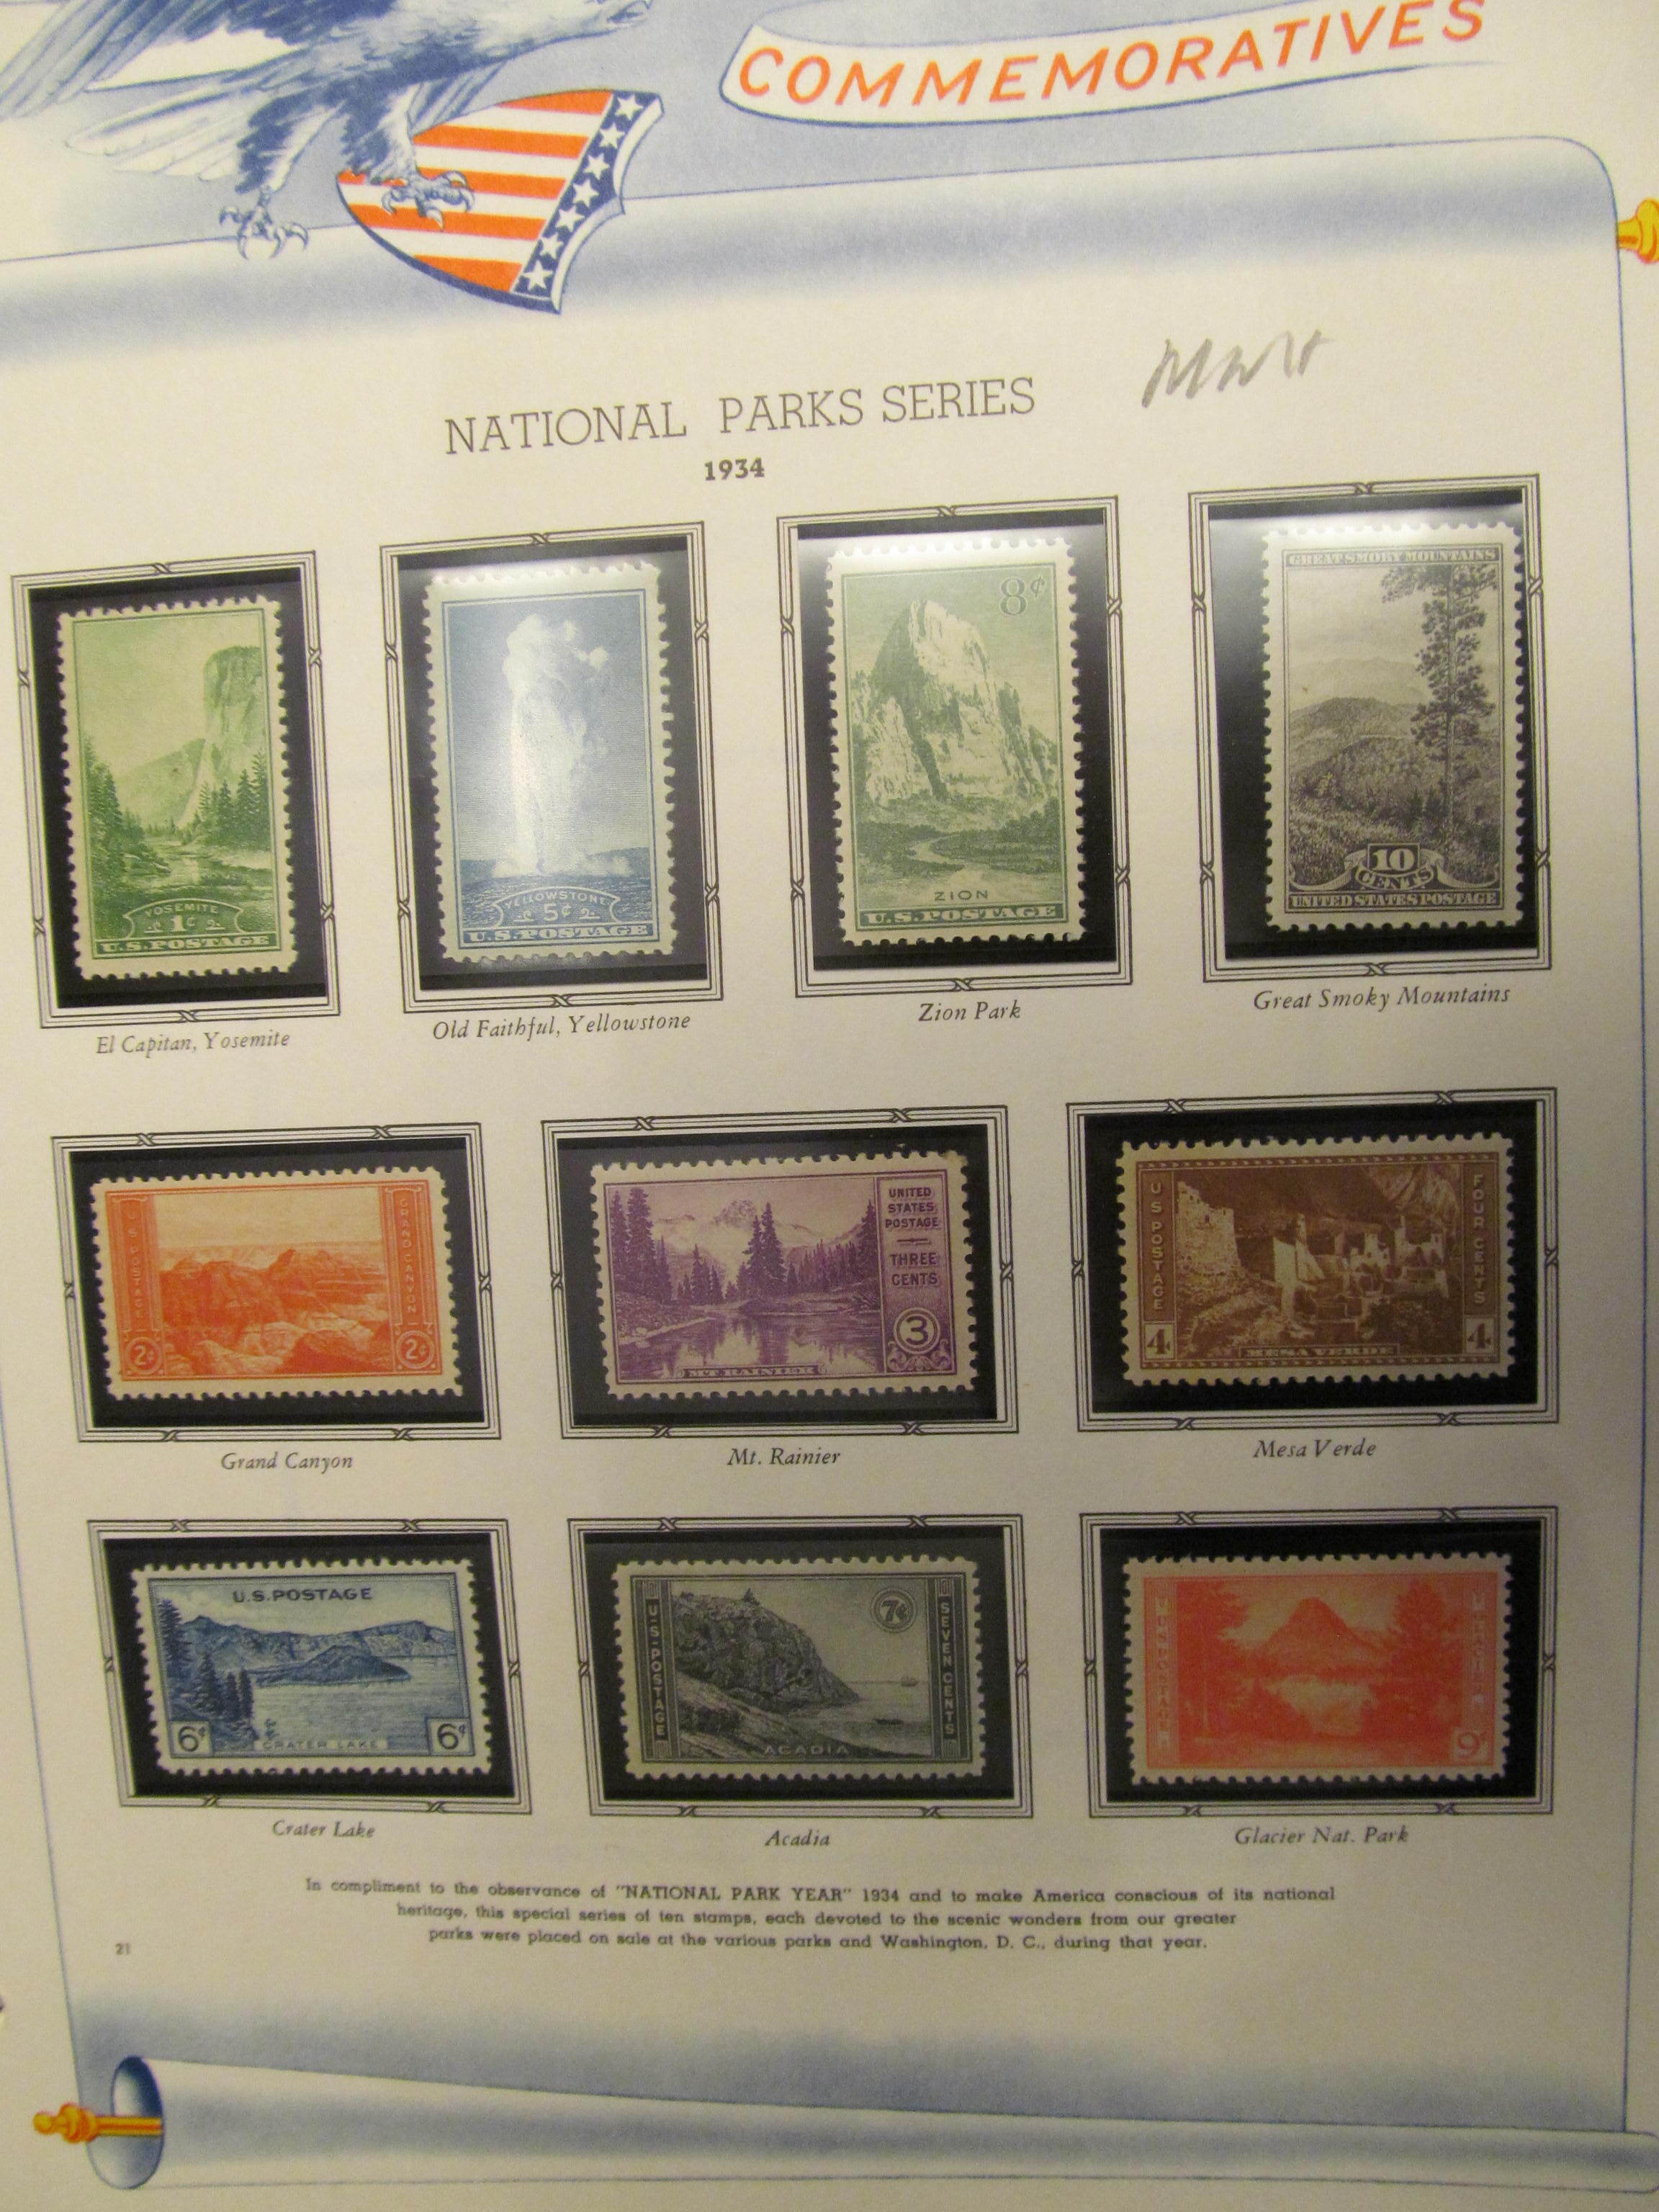 COMMEMORATIVES
NATIONAL PARKS SERIES
1934
YOSEMITE
1¢
U.S. POSTAGE
El Capitan, Yosemite
YELLOWSTONE
5¢
U.S. POSTAGE
Old Faithful, Yellowstone
8¢
ZION
U.S. POSTAGE
Zion Park
GREAT SMOKY MOUNTAINS
10
CENTS
UNITED STATES POSTAGE
Great Smoky Mountains
U.S. POSTAGE
GRAND CANYON
2¢
2¢
Grand Canyon
UNITED
STATES
POSTAGE
THREE
CENTS
3
MT. RAINIER
Mt. Rainier
U S POSTAGE
FOUR CENTS
4
4
MESA VERDE
Mesa Verde
U.S. POSTAGE
6¢
CRATER LAKE
6¢
Crater Lake
U-S-POSTAGE
7¢
SEVEN CENTS
ACADIA
Acadia
9¢
Glacier Nat. Park
In compliment to the observance of "NATIONAL PARK YEAR" 1934 and to make America conscious of its national
heritage, this special series of ten stamps, each devoted to the scenic wonders from our greater
parks were placed on sale at the various parks and Washington, D. C., during that year.
21